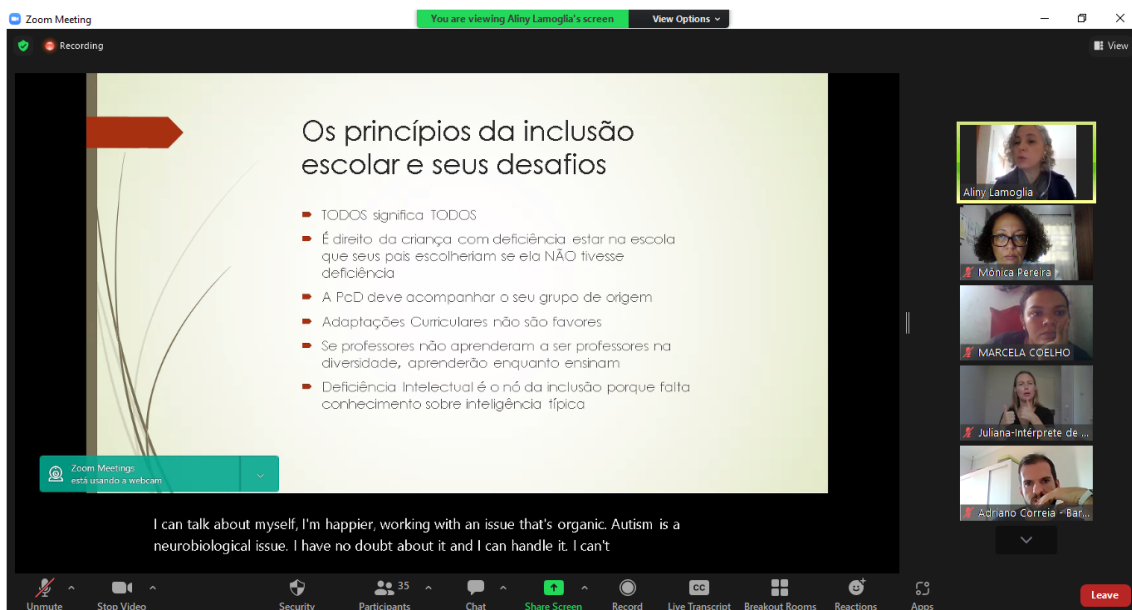 Zoom Meeting
You are viewing Aliny Lamoglia's screen
View Options
Recording
View
Os princípios da inclusão
escolar e seus desafios
TODOS significa TODOS
É direito da criança com deficiência estar na escola
que seus pais escolheriam se ela NÃO tivesse
deficiência
A PcD deve acompanhar o seu grupo de origem
Adaptações Curriculares não são favores
Se professores não aprenderam a ser professores na
diversidade, aprenderão enquanto ensinam
Deficiência Intelectual é o nó da inclusão porque falta
conhecimento sobre inteligência típica
Aliny Lamoglia
Mônica Pereira
MARCELA COELHO
Juliana-Intérprete de ...
Adriano Correia - Bar...
Zoom Meetings
está usando a webcam
I can talk about myself, I'm happier, working with an issue that's organic. Autism is a
neurobiological issue. I have no doubt about it and I can handle it. I can't
Unmute
Stop Video
Security
Participants
35
Chat
Share Screen
Record
CC
Live Transcript
Breakout Rooms
Reactions
Apps
Leave